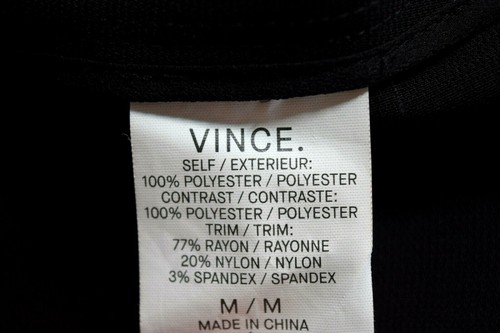 VINCE.
SELF / EXTERIEUR:
100% POLYESTER / POLYESTER
CONTRAST / CONTRASTE:
100% POLYESTER / POLYESTER
TRIM / TRIM:
77% RAYON / RAYONNE
20% NYLON / NYLON
3% SPANDEX / SPANDEX
M / M
MADE IN CHINA